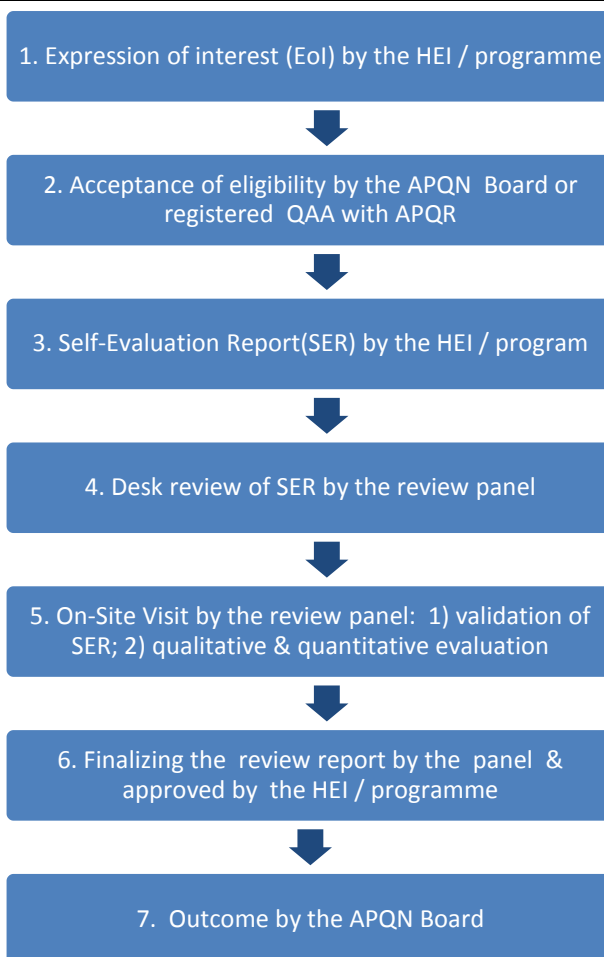 1. Expression of interest (EoI) by the HEI / programme
2. Acceptance of eligibility by the APQN Board or
registered QAA with APQR
3. Self-Evaluation Report(SER) by the HEI / program
4. Desk review of SER by the review panel
5. On-Site Visit by the review panel: 1) validation of
SER; 2) qualitative & quantitative evaluation
6. Finalizing the review report by the panel &
approved by the HEI / programme
7. Outcome by the APQN Board